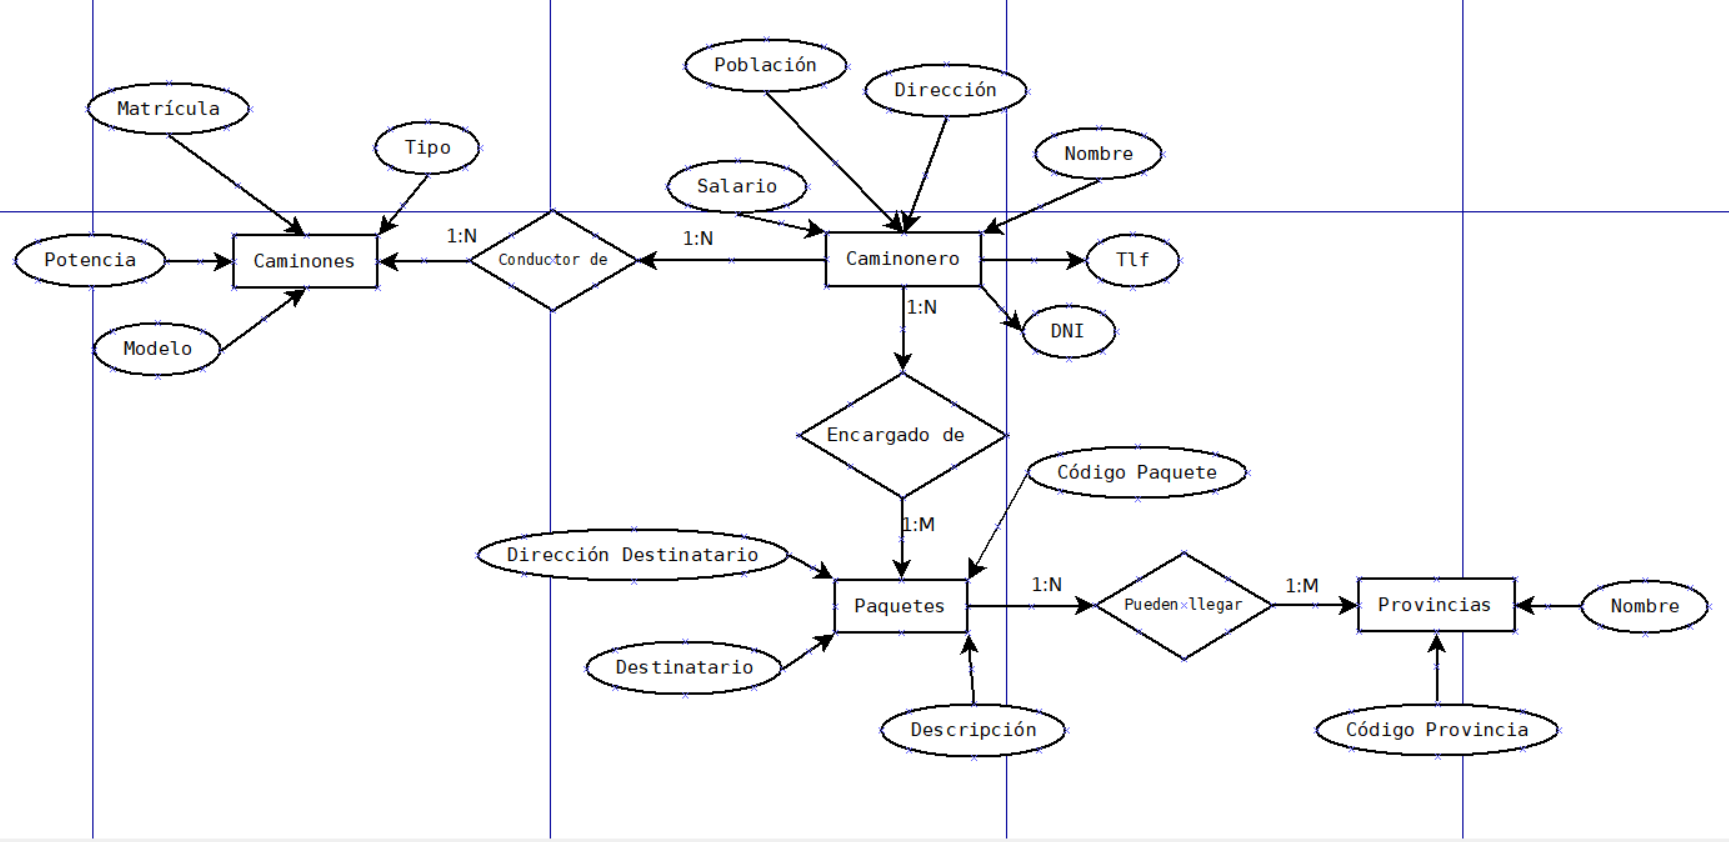 Población
Dirección
Matrícula
Tipo
Nombre
Salario
1:N
1:N
Potencia
Caminones
Conductor de
Caminonero
Tlf
1:N
DNI
Modelo
Encargado de
Código Paquete
1:M
Dirección Destinatario
1:N
1:M
Paquetes
Pueden llegar
Provincias
Nombre
Destinatario
Descripción
Código Provincia